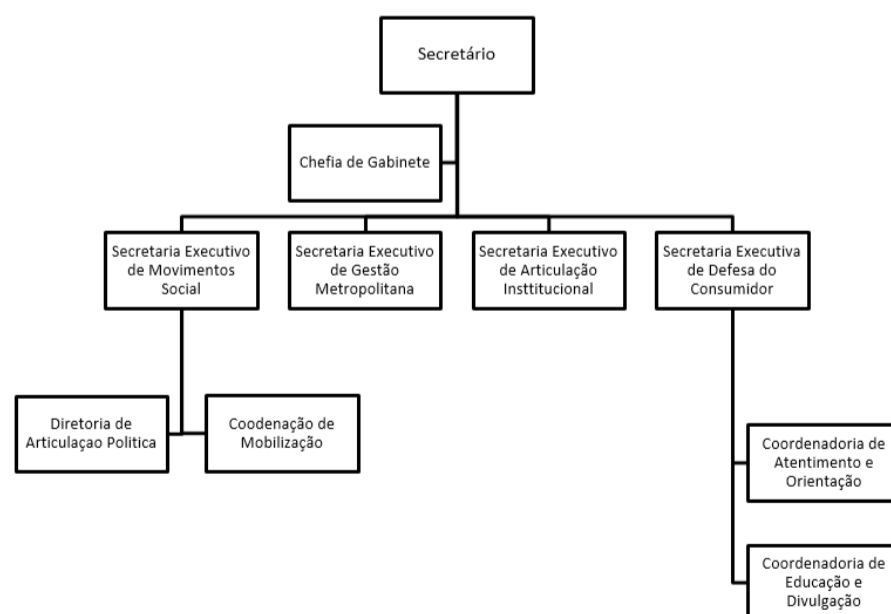 Secretário
Chefia de Gabinete
Secretaria Executivo
de Movimentos
Social
Secretaria Executivo
de Gestão
Metropolitana
Secretaria Executivo
de Articulação
Insttitucional
Secretaria Executiva
de Defesa do
Consumidor
Diretoria de
Articulaçao Politica
Coodenação de
Mobilização
Coordenadoria de
Atentimento e
Orientação
Coordenadoria de
Educação e
Divulgação